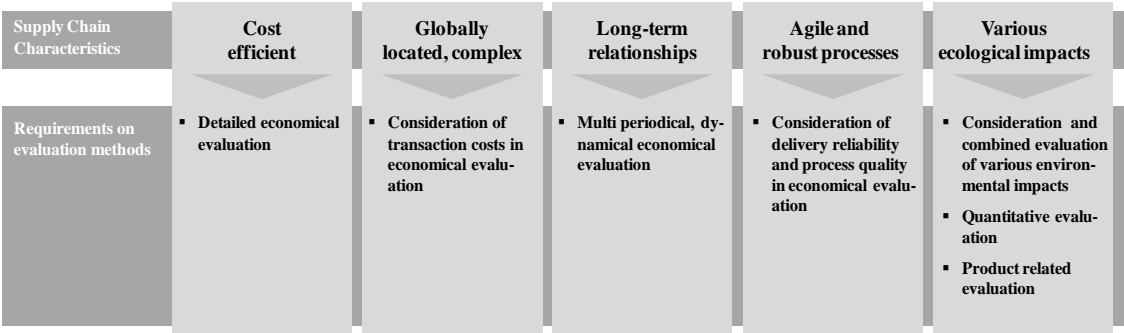 Supply Chain
Characteristics
Cost
efficient
Globally
located, complex
Long-term
relationships
Agile and
robust processes
Various
ecological impacts
Requirements on
evaluation methods
▪ Detailed economical
evaluation
▪ Consideration of
transaction costs in
economical evalu-
ation
▪ Multi periodical, dy-
namical economical
evaluation
▪ Consideration of
delivery reliability
and process quality
in economical evalu-
ation
▪ Consideration and
combined evaluation
of various environ-
mental impacts
▪ Quantitative evalu-
ation
▪ Product related
evaluation